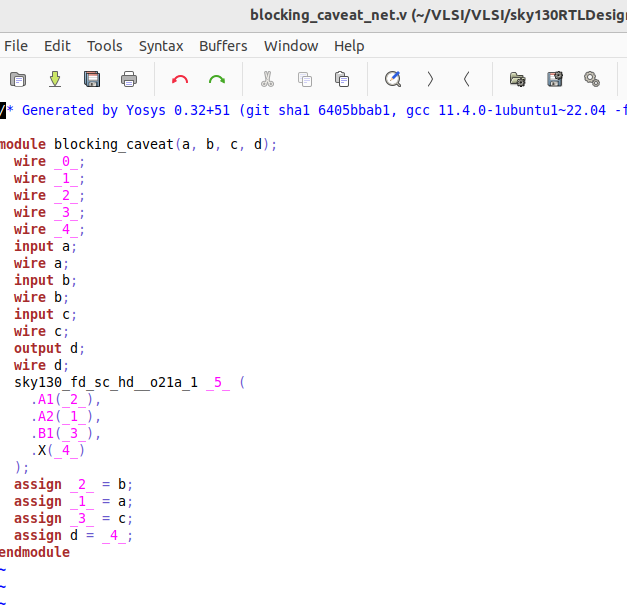 blocking_caveat_net.v (~/VLSI/VLSI/sky130RTLDesign
File Edit Tools Syntax Buffers Window Help
/* Generated by Yosys 0.32+51 (git sha1 6405bbab1, gcc 11.4.0-1ubuntu1~22.04 -f
module blocking_caveat(a, b, c, d);
wire _0_;
wire _1_;
wire _2_;
wire _3_;
wire _4_;
input a;
wire a;
input b;
wire b;
input c;
wire c;
output d;
wire d;
sky130_fd_sc_hd__o21a_1 _5_ (
.A1(_2_),
.A2(_1_),
.B1(_3_),
.X(_4_)
);
assign _2_ = b;
assign _1_ = a;
assign _3_ = c;
assign d = _4_;
endmodule
~
~
~